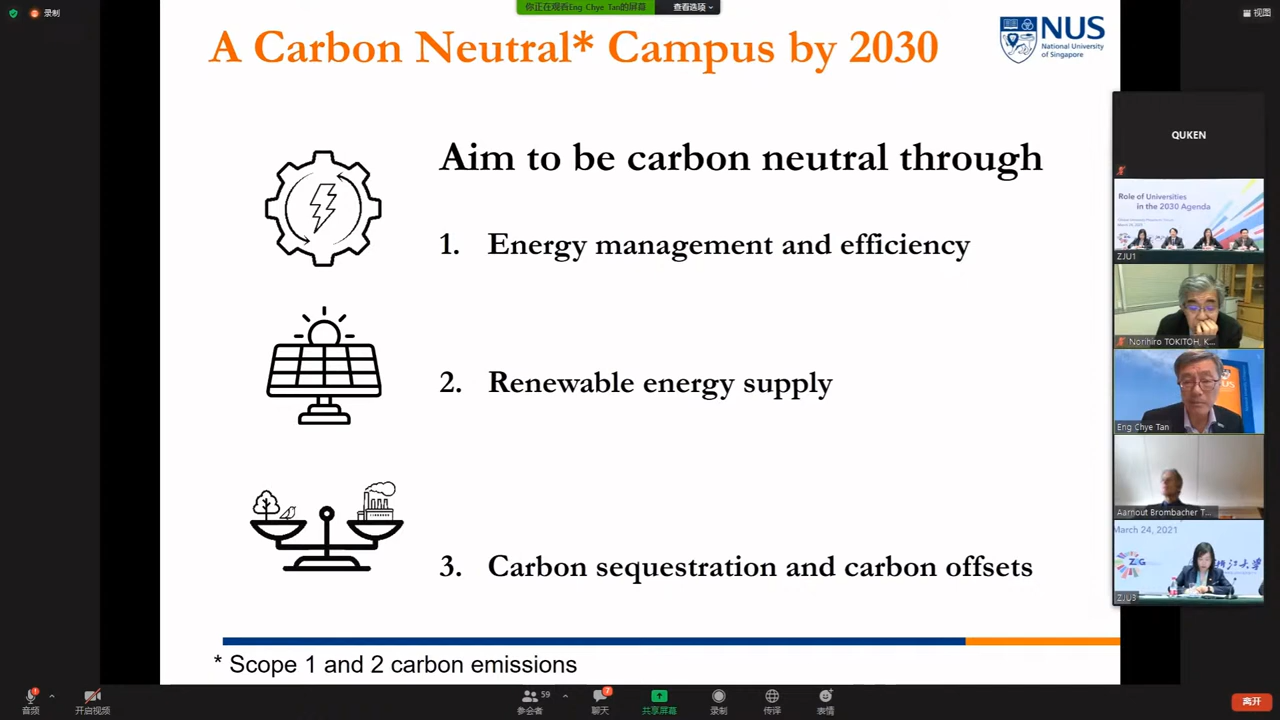 录制
你正在观看Eng Chye Tan的屏幕
查看选项
视图
A Carbon Neutral* Campus by 2030
NUS
National University
of Singapore
Aim to be carbon neutral through
1. Energy management and efficiency
2. Renewable energy supply
3. Carbon sequestration and carbon offsets
* Scope 1 and 2 carbon emissions
QUKEN
Role of Universities
in the 2030 Agenda
March 24, 2021
ZJU1
Norihiro TOKITOH, K...
NUS
Eng Chye Tan
Aarnout Brombacher T...
March 24, 2021
浙江大
ZJU3
音频
开启视频
59
参会者
7
聊天
共享屏幕
录制
传译
表情
离开